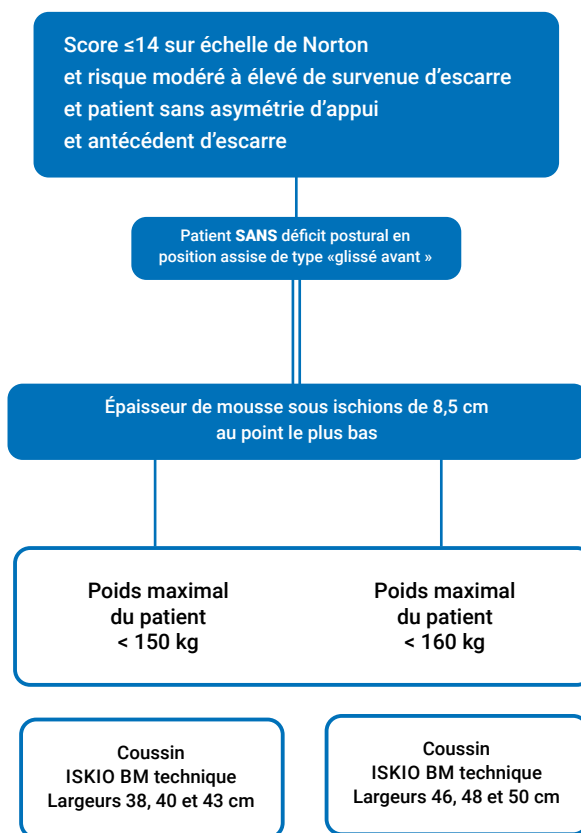 Score ≤14 sur échelle de Norton
et risque modéré à élevé de survenue d’escarre
et patient sans asymétrie d’appui
et antécédent d’escarre
Patient SANS déficit postural en
position assise de type «glissé avant »
Épaisseur de mousse sous ischions de 8,5 cm
au point le plus bas
Poids maximal
du patient
< 150 kg
Poids maximal
du patient
< 160 kg
Coussin
ISKIO BM technique
Largeurs 38, 40 et 43 cm
Coussin
ISKIO BM technique
Largeurs 46, 48 et 50 cm